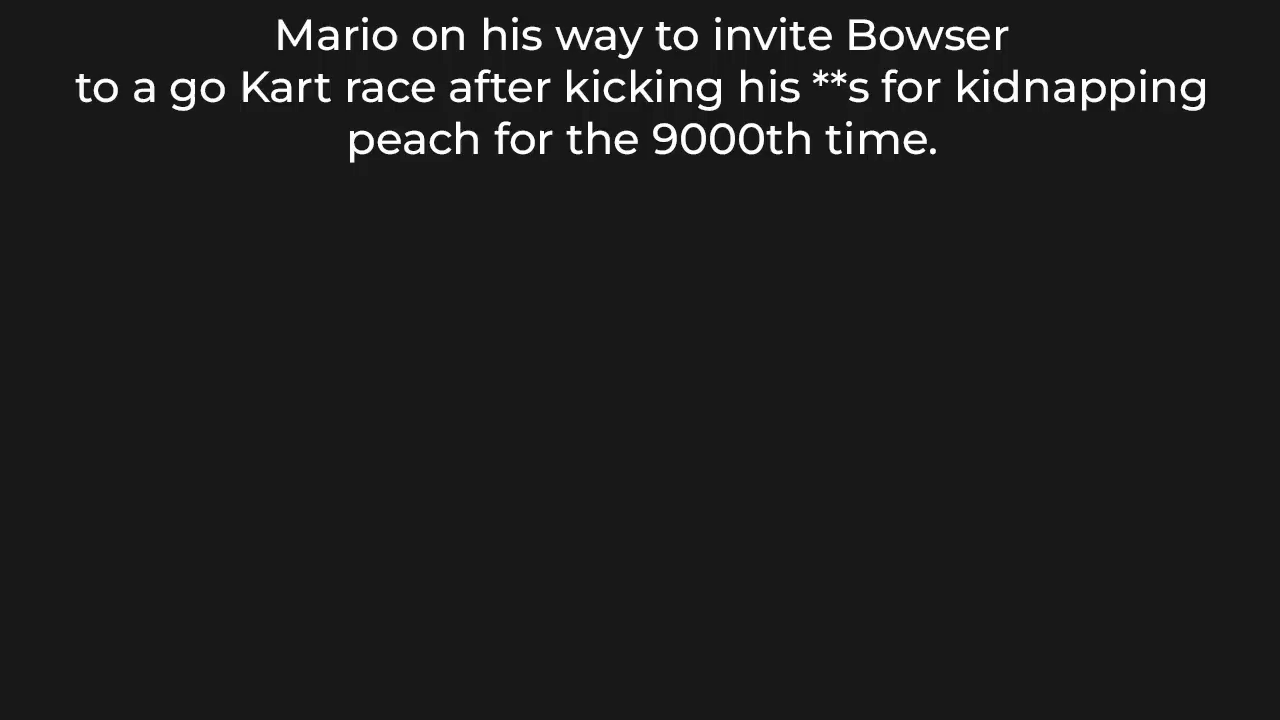 Mario on his way to invite Bowser
to a go Kart race after kicking his **s for kidnapping
peach for the 9000th time.